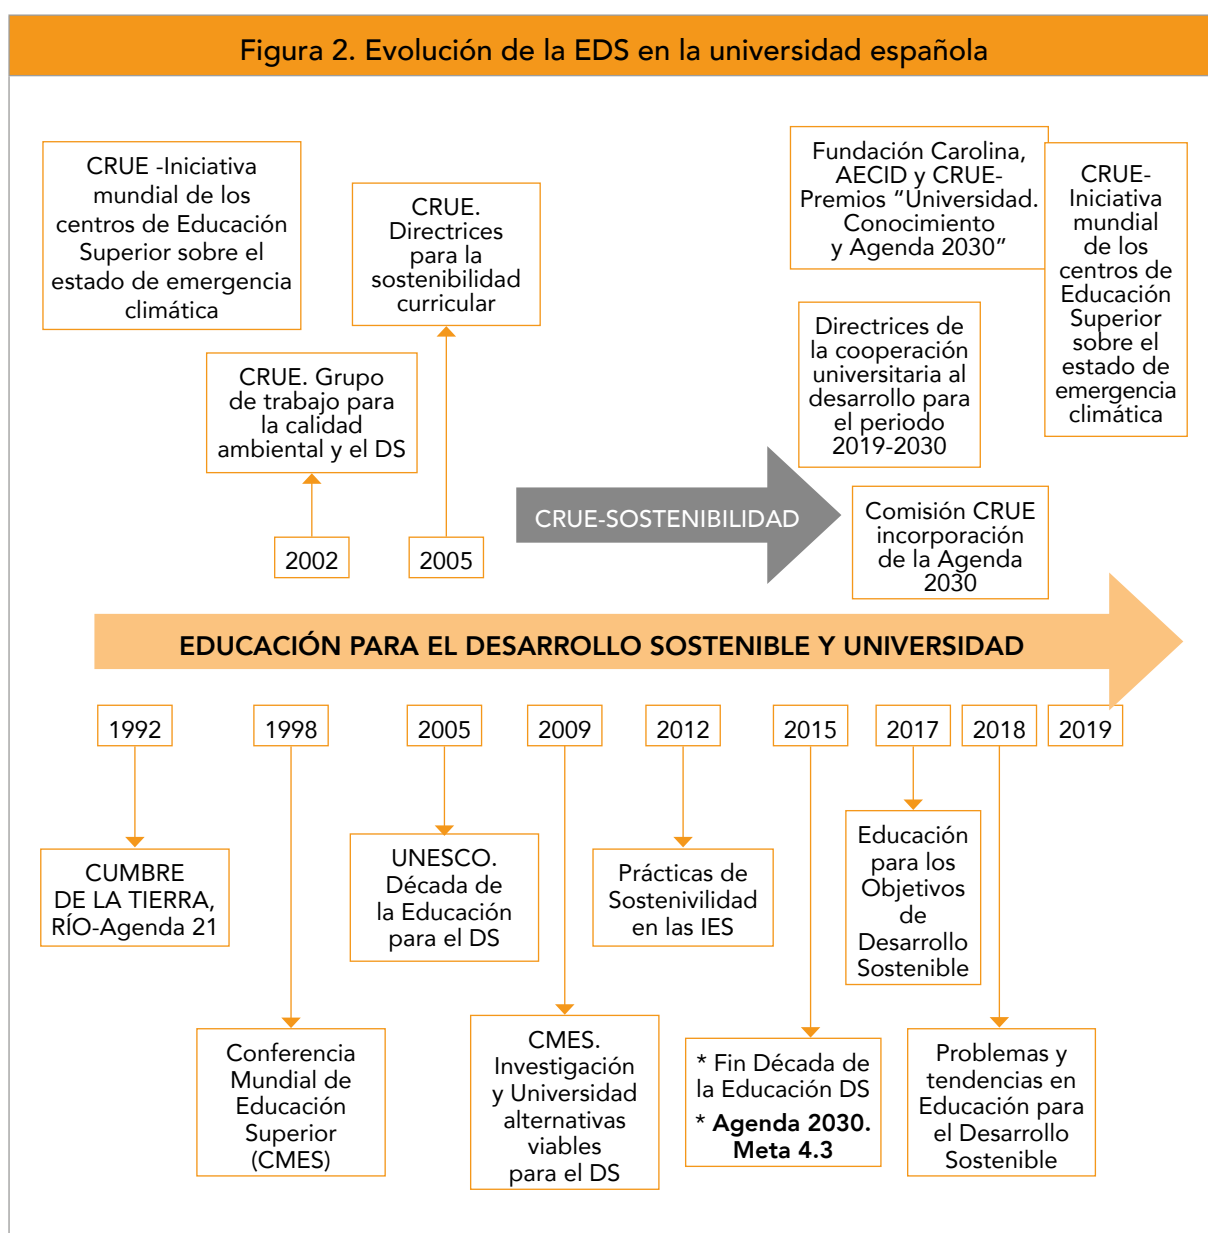 Figura 2. Evolución de la EDS en la universidad española
CRUE -Iniciativa
mundial de los
centros de Educación
Superior sobre el
estado de emergencia
climática
CRUE.
Directrices
para la
sostenibilidad
curricular
Fundación Carolina,
AECID y CRUE-
Premios “Universidad.
Conocimiento
y Agenda 2030”
CRUE-
Iniciativa
mundial
de los
centros de
Educación
Superior
sobre el
estado de
emergencia
climática
CRUE. Grupo
de trabajo para
la calidad
ambiental y el DS
Directrices de
la cooperación
universitaria al
desarrollo para
el periodo
2019-2030
CRUE-SOSTENIBILIDAD
Comisión CRUE
incorporación
de la Agenda
2030
2002
2005
EDUCACIÓN PARA EL DESARROLLO SOSTENIBLE Y UNIVERSIDAD
1992
1998
2005
2009
2012
2015
2017
2018
2019
CUMBRE
DE LA TIERRA,
RÍO-Agenda 21
UNESCO.
Década de
la Educación
para el DS
Prácticas de
Sostenivilidad
en las IES
Educación
para los
Objetivos
de
Desarrollo
Sostenible
Conferencia
Mundial de
Educación
Superior
(CMES)
CMES.
Investigación
y Universidad
alternativas
viables
para el DS
* Fin Década de
la Educación DS
* Agenda 2030.
Meta 4.3
Problemas y
tendencias en
Educación para
el Desarrollo
Sostenible